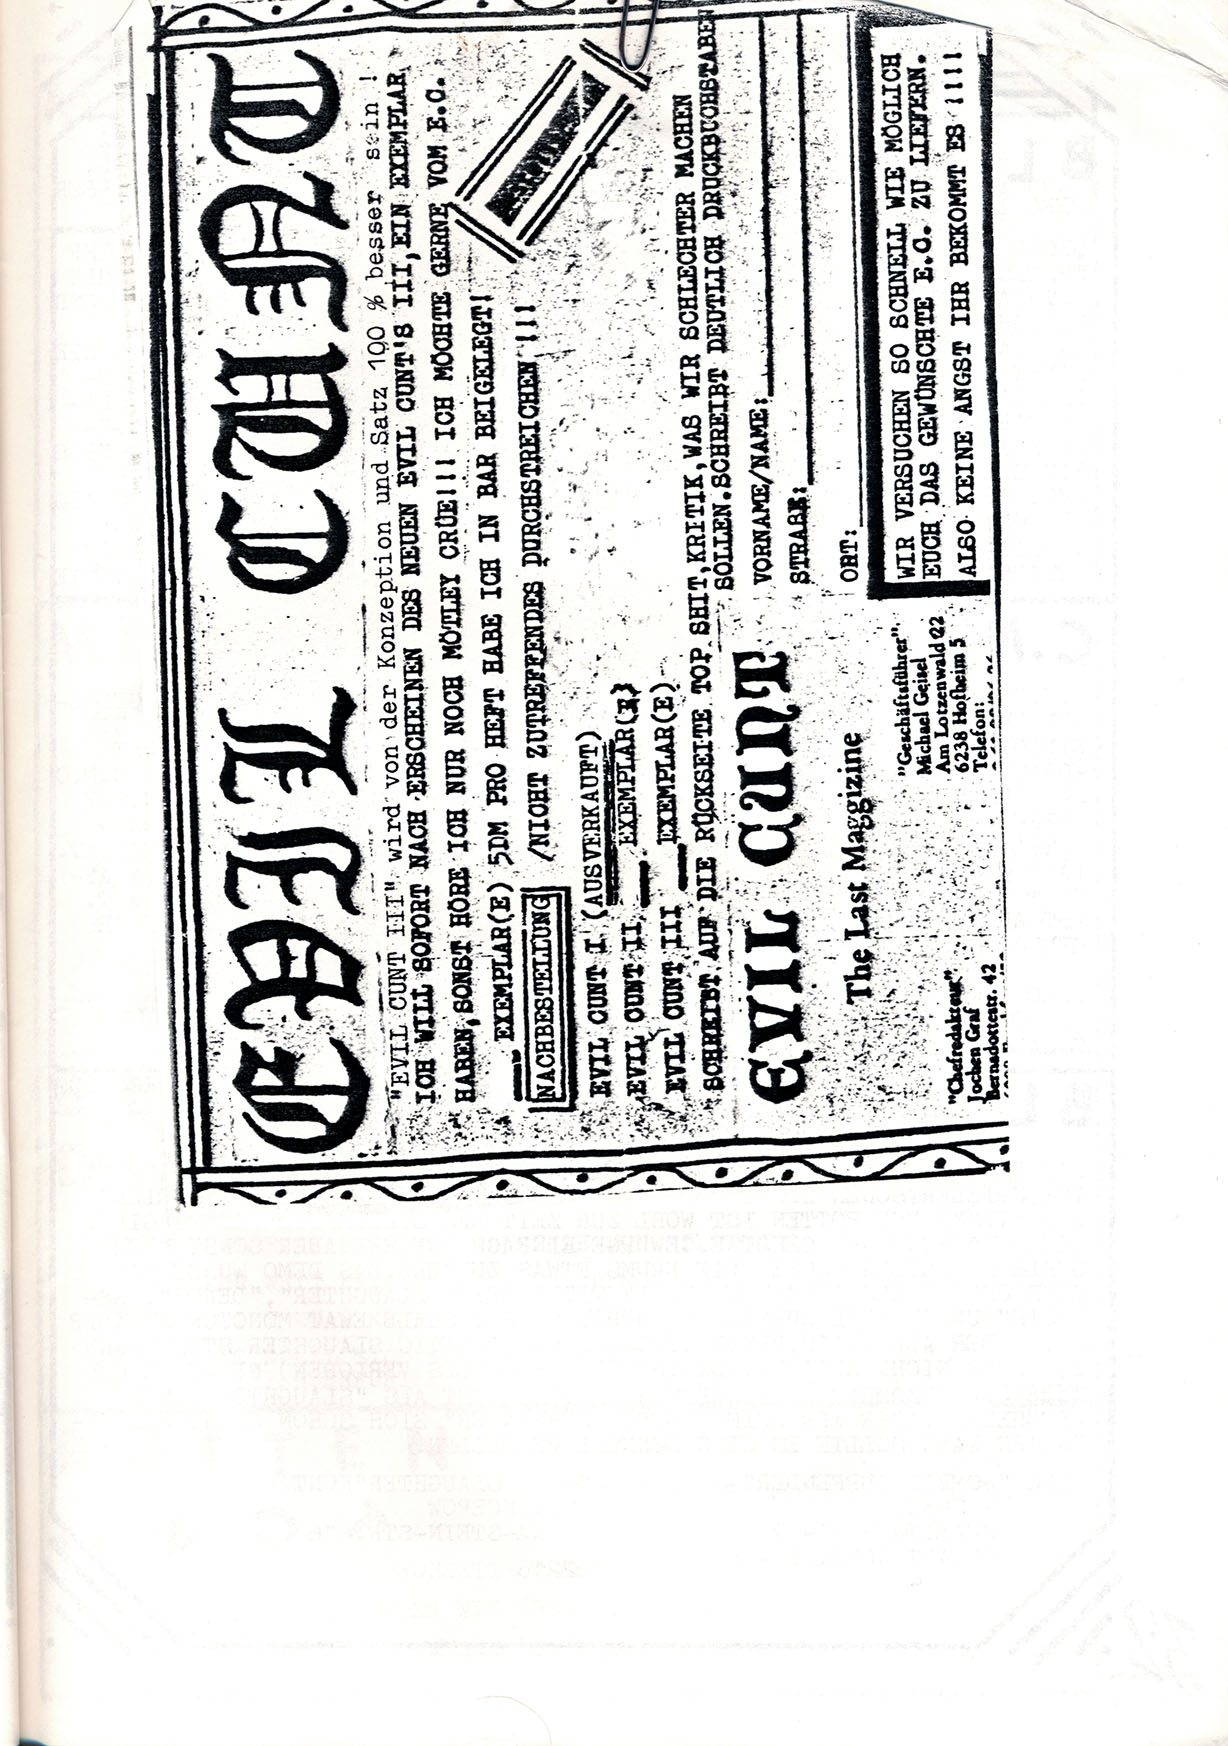 EVIL CUNT
"EVIL CUNT III" wird von der Konzeption und Satz 100 % besser sein !
ICH WILL SOFORT NACH ERSCHEINEN DES NEUEN EVIL CUNT'S III,EIN EXEMPLAR
HABEN,SONST HÖRE ICH NUR NOCH MÖTLEY CRÜE!!! ICH MÖCHTE GERNE VOM E.C.
___ EXEMPLAR(E) 5DM PRO HEFT HABE ICH IN BAR BEIGELEGT!
NACHBESTELLUNG /NICHT ZUTREFFENDES DURCHSTREICHEN !!!
EVIL CUNT I (AUSVERKAUFT)
EVIL CUNT II ___ EXEMPLAR(E)
EVIL CUNT III ___ EXEMPLAR(E)
SCHREIBT AUF DIE RÜCKSEITE TOP SHIT,KRITIK,WAS WIR SCHLECHTER MACHEN
SOLLEN.SCHREIBT DEUTLICH DRUCKBUCHSTABEN
EVIL CUNT
The Last Maggizine
VORNAME/NAME:
STRAßE:
ORT:
"Chefredakteur"
Jochen Graf
Bernadottestr. 42
"Geschäftsführer"
Michael Geisel
Am Lotzenwald 22
6238 Hofheim 5
Telefon:
WIR VERSUCHEN SO SCHNELL WIE MÖGLICH
EUCH DAS GEWÜNSCHTE E.C. ZU LIEFERN.
ALSO KEINE ANGST IHR BEKOMMT ES !!!!